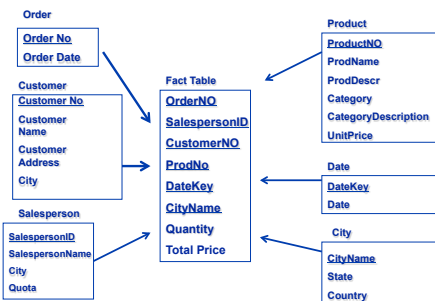 Order
Order No
Order Date
Customer
Customer No
Customer
Name
Customer
Address
City
Salesperson
SalespersonID
SalespersonName
City
Quota
Fact Table
OrderNO
SalespersonID
CustomerNO
ProdNo
DateKey
CityName
Quantity
Total Price
Product
ProductNO
ProdName
ProdDescr
Category
CategoryDescription
UnitPrice
Date
DateKey
Date
City
CityName
State
Country